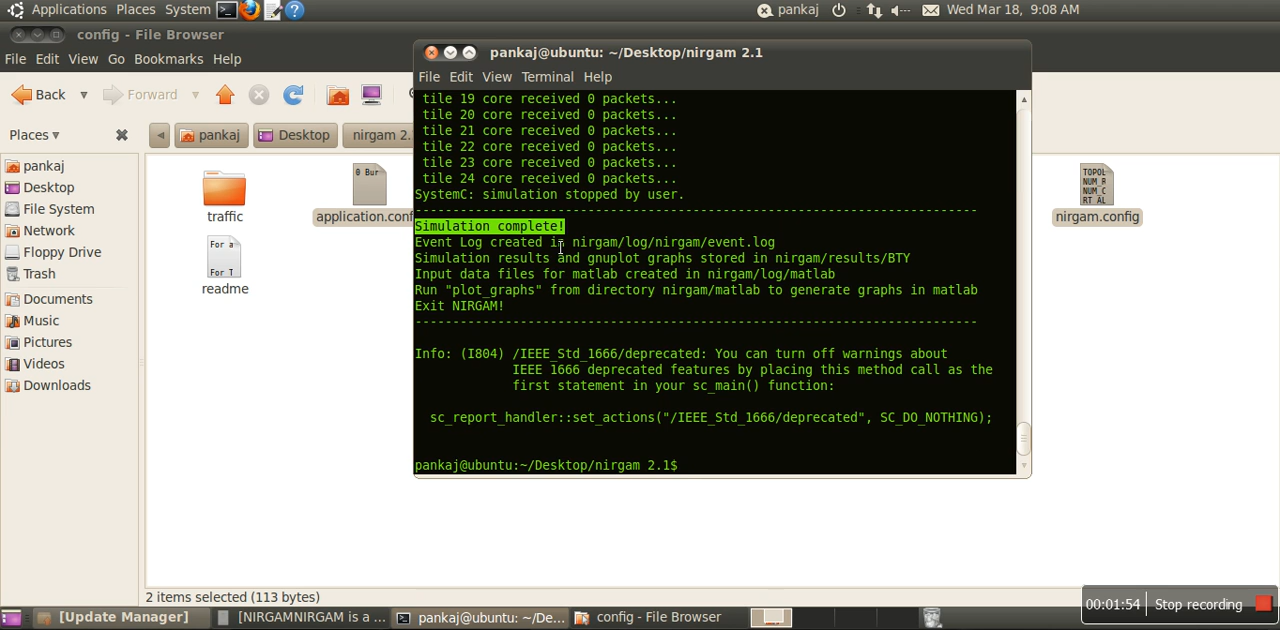 Applications Places System
pankaj
Wed Mar 18, 9:08 AM
config - File Browser
File Edit View Go Bookmarks Help
Back
Forward
Places
pankaj
Desktop
nirgam 2.
pankaj
Desktop
File System
Network
Floppy Drive
Trash
Documents
Music
Pictures
Videos
Downloads
traffic
0 Bur
application.conf
For a
For T
readme
TOPOL
NUM_R
NUM_C
RT_AL
nirgam.config
pankaj@ubuntu: ~/Desktop/nirgam 2.1
File Edit View Terminal Help
tile 19 core received 0 packets...
tile 20 core received 0 packets...
tile 21 core received 0 packets...
tile 22 core received 0 packets...
tile 23 core received 0 packets...
tile 24 core received 0 packets...
SystemC: simulation stopped by user.
---------------------------------------------------------------------------
Simulation complete!
Event Log created in nirgam/log/nirgam/event.log
Simulation results and gnuplot graphs stored in nirgam/results/BTY
Input data files for matlab created in nirgam/log/matlab
Run "plot_graphs" from directory nirgam/matlab to generate graphs in matlab
Exit NIRGAM!
---------------------------------------------------------------------------
Info: (I804) /IEEE_Std_1666/deprecated: You can turn off warnings about
IEEE 1666 deprecated features by placing this method call as the
first statement in your sc_main() function:
sc_report_handler::set_actions("/IEEE_Std_1666/deprecated", SC_DO_NOTHING);
pankaj@ubuntu:~/Desktop/nirgam 2.1$
2 items selected (113 bytes)
[Update Manager]
[NIRGAMNIRGAM is a ...
pankaj@ubuntu: ~/De...
config - File Browser
00:01:54
Stop recording